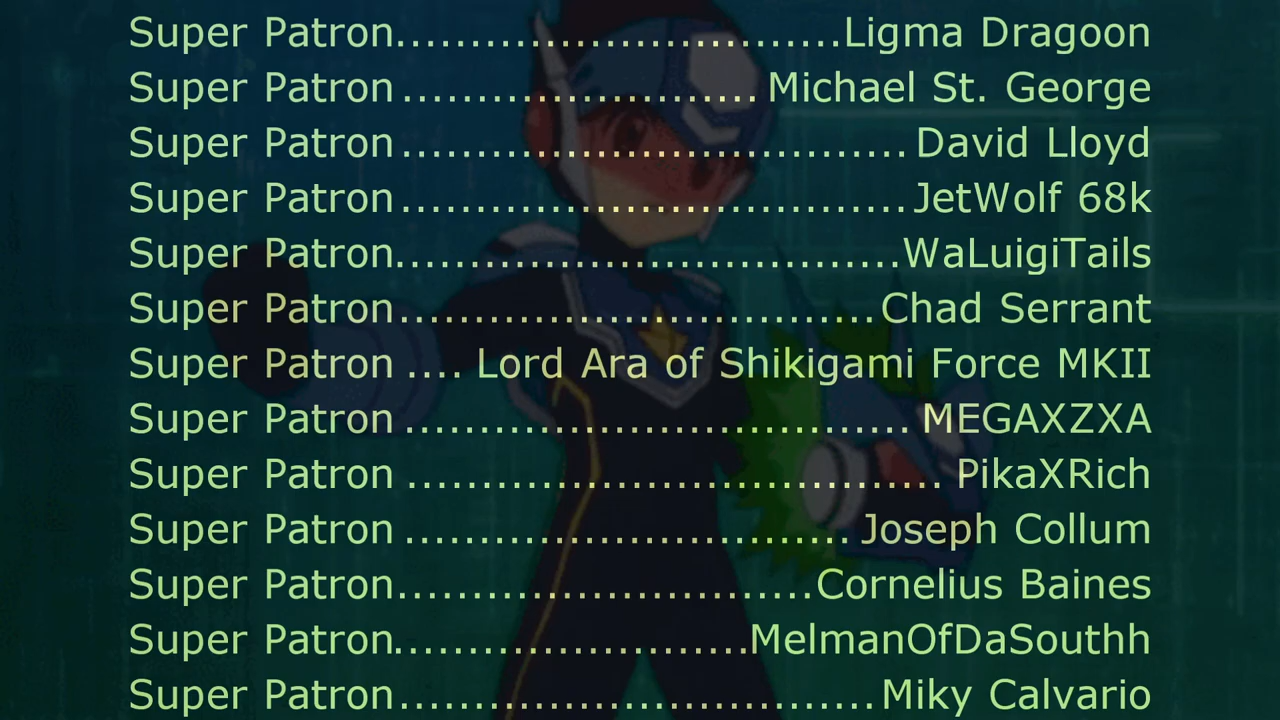 Super Patron..............................Ligma Dragoon
Super Patron ........................ Michael St. George
Super Patron .................................. David Lloyd
Super Patron ..................................JetWolf 68k
Super Patron..................................WaLuigiTails
Super Patron................................Chad Serrant
Super Patron .... Lord Ara of Shikigami Force MKII
Super Patron .................................. MEGAXZXA
Super Patron .................................... PikaXRich
Super Patron .............................. Joseph Collum
Super Patron............................Cornelius Baines
Super Patron........................MelmanOfDaSouthh
Super Patron................................Miky Calvario